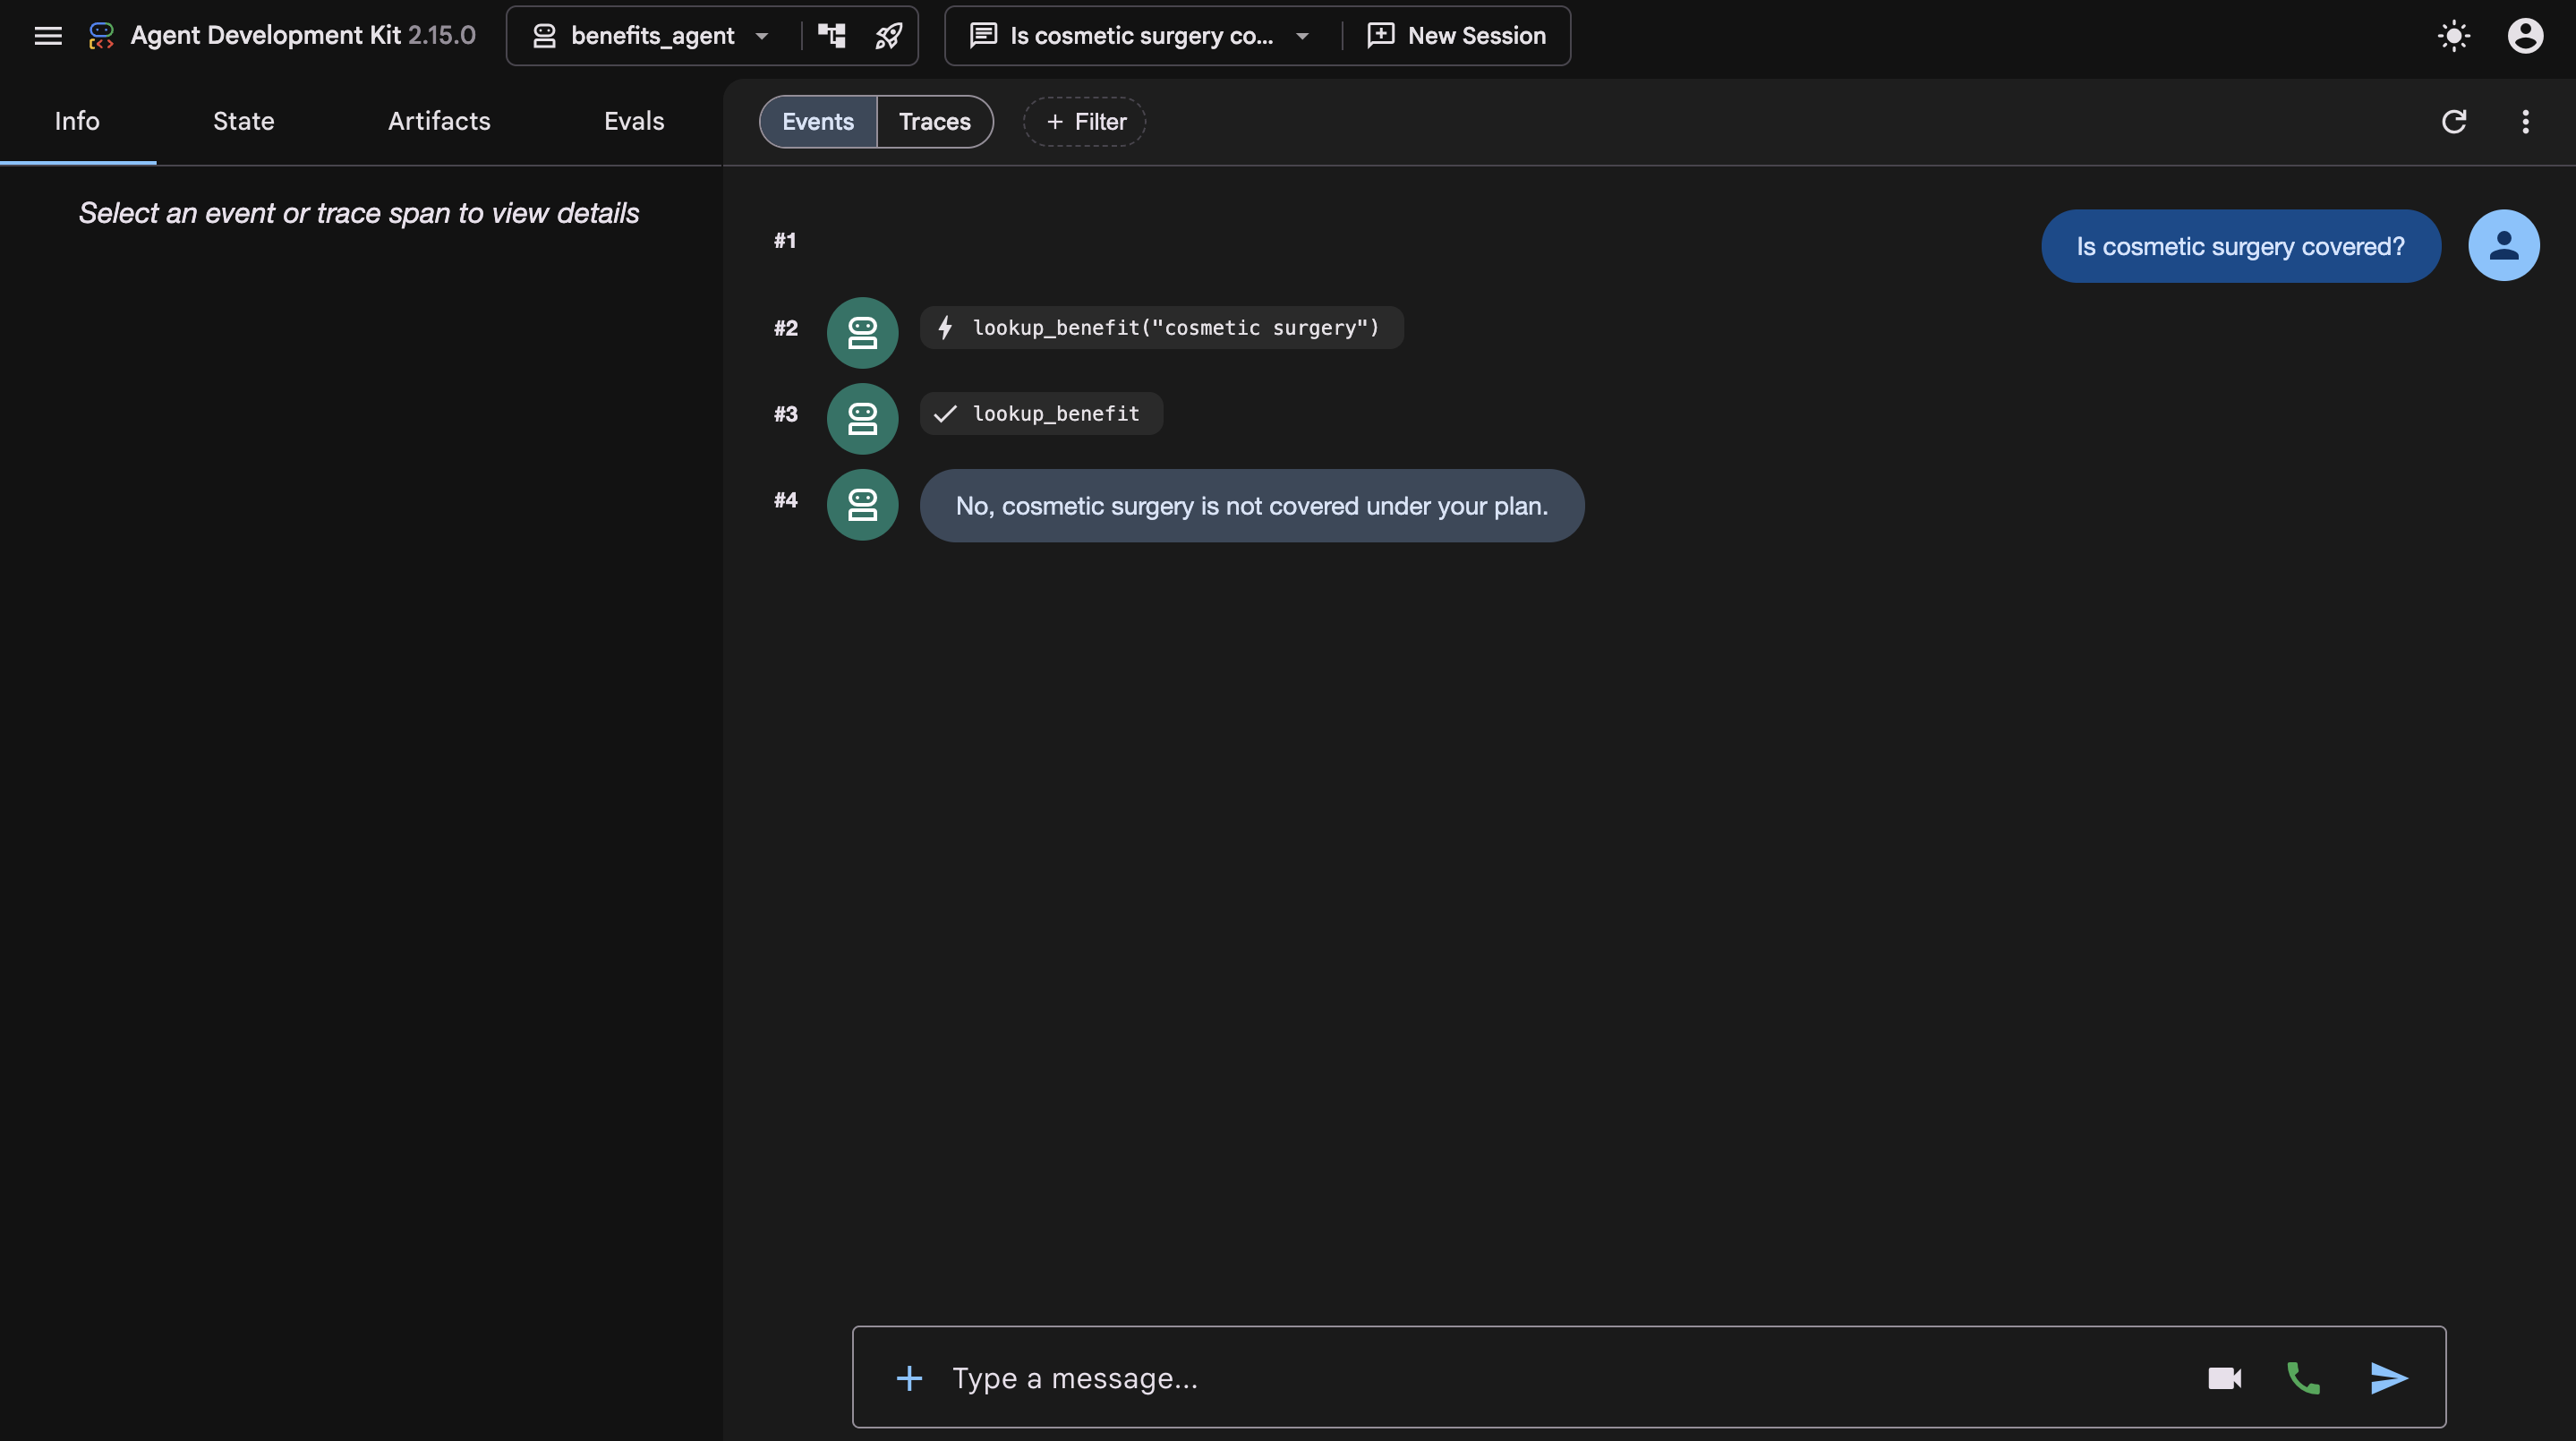 Agent Development Kit 2.15.0
benefits_agent
Is cosmetic surgery co...
New Session
Info
State
Artifacts
Evals
Events
Traces
+ Filter
Select an event or trace span to view details
#1
Is cosmetic surgery covered?
#2
lookup_benefit("cosmetic surgery")
#3
lookup_benefit
#4
No, cosmetic surgery is not covered under your plan.
Type a message...